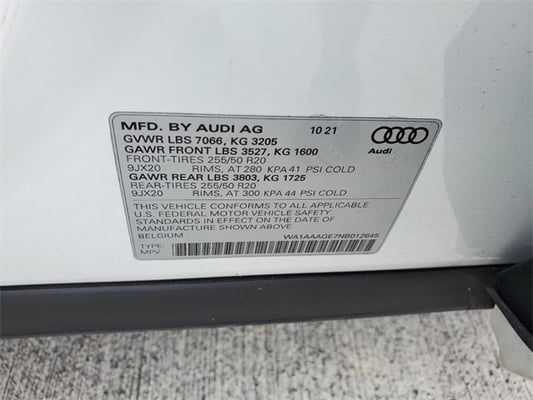 MFD. BY AUDI AG 10 21
GVWR LBS 7066, KG 3205
GAWR FRONT LBS 3527, KG 1600
FRONT-TIRES 255/50 R20
9JX20 RIMS, AT 280 KPA 41 PSI COLD
GAWR REAR LBS 3803, KG 1725
REAR-TIRES 255/50 R20
9JX20 RIMS, AT 300 KPA 44 PSI COLD
Audi
THIS VEHICLE CONFORMS TO ALL APPLICABLE
U.S. FEDERAL MOTOR VEHICLE SAFETY
STANDARDS IN EFFECT ON THE DATE OF
MANUFACTURE SHOWN ABOVE.
BELGIUM WA1AAAGE7NB012645
TYPE:
MPV